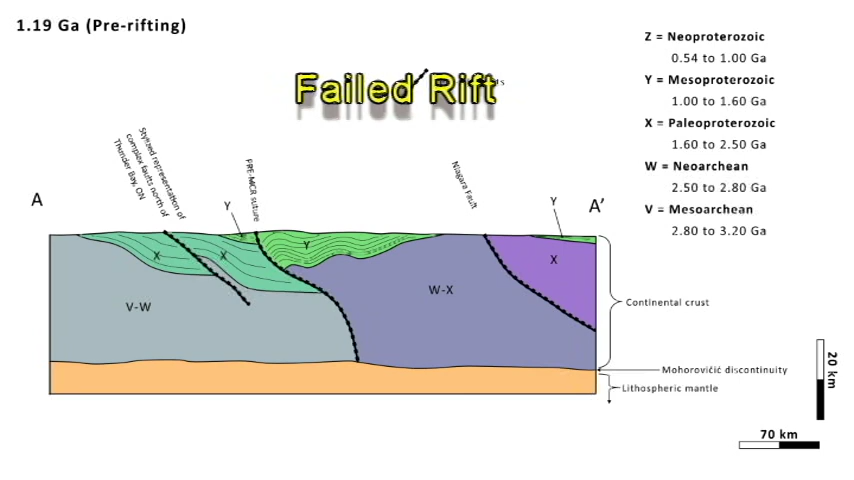 1.19 Ga (Pre-rifting)
Failed Rift
Z = Neoproterozoic
0.54 to 1.00 Ga
Y = Mesoproterozoic
1.00 to 1.60 Ga
X = Paleoproterozoic
1.60 to 2.50 Ga
W = Neoarchean
2.50 to 2.80 Ga
V = Mesoarchean
2.80 to 3.20 Ga
Stylized representation of
complex faults north of
Thunder Bay, ON
PRE-MCR suture
Niagara Fault
A
Y
Y
A'
X
X
Y
X
V-W
W-X
Continental crust
Mohorovičić discontinuity
Lithospheric mantle
20 km
70 km